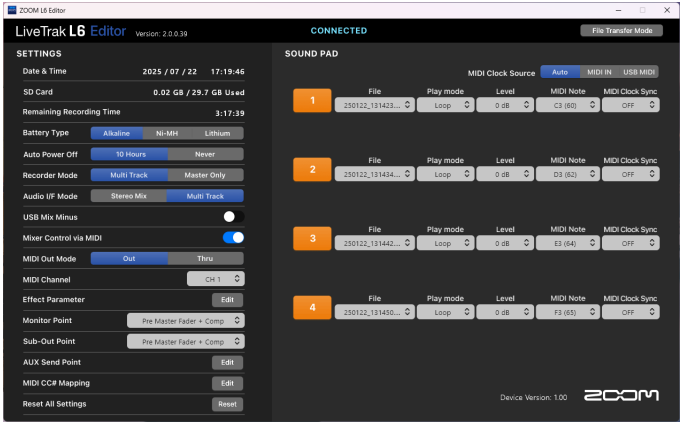 ZOOM L6 Editor
LiveTrak L6 Editor Version: 2.0.0.39
CONNECTED
File Transfer Mode
SETTINGS
Date & Time 2025 / 07 / 22 17:19:46
SD Card 0.02 GB / 29.7 GB Used
Remaining Recording Time 3:17:39
Battery Type Alkaline Ni-MH Lithium
Auto Power Off 10 Hours Never
Recorder Mode Multi Track Master Only
Audio I/F Mode Stereo Mix Multi Track
USB Mix Minus
Mixer Control via MIDI
MIDI Out Mode Out Thru
MIDI Channel CH 1
Effect Parameter Edit
Monitor Point Pre Master Fader + Comp
Sub-Out Point Pre Master Fader + Comp
AUX Send Point Edit
MIDI CC# Mapping Edit
Reset All Settings Reset
SOUND PAD
MIDI Clock Source Auto MIDI IN USB MIDI
File Play mode Level MIDI Note MIDI Clock Sync
1 250122_131423... Loop 0 dB C3 (60) OFF
File Play mode Level MIDI Note MIDI Clock Sync
2 250122_131434... Loop 0 dB D3 (62) OFF
File Play mode Level MIDI Note MIDI Clock Sync
3 250122_131442... Loop 0 dB E3 (64) OFF
File Play mode Level MIDI Note MIDI Clock Sync
4 250122_131450... Loop 0 dB F3 (65) OFF
Device Version: 1.00 ZOOM